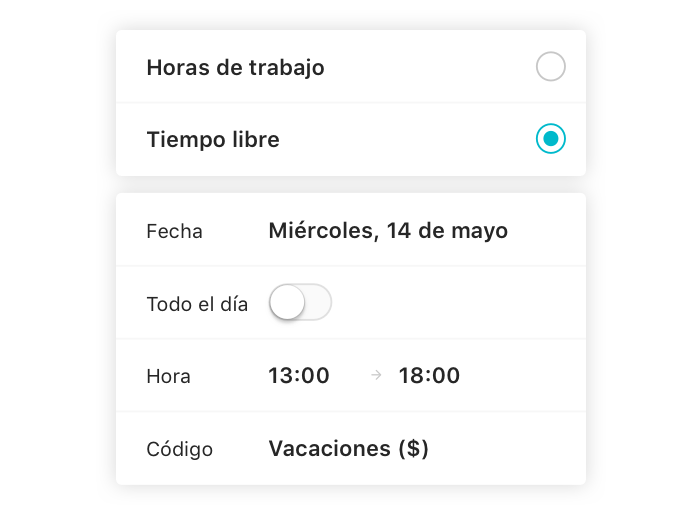 Horas de trabajo
Tiempo libre
Fecha Miércoles, 14 de mayo
Todo el día
Hora 13:00 → 18:00
Código Vacaciones ($)